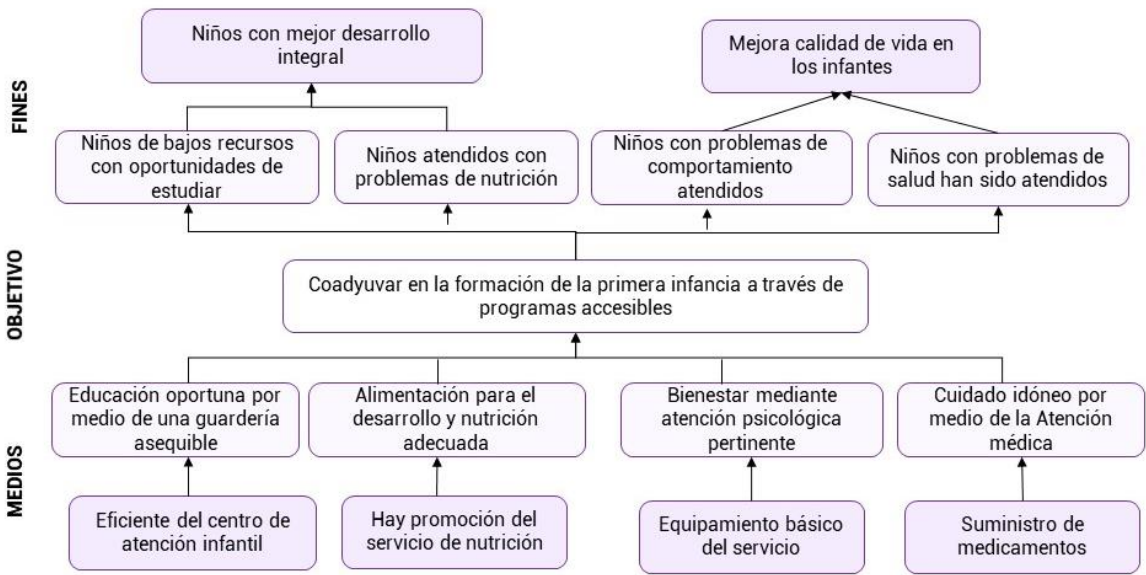 FINES
Niños con mejor desarrollo
integral
Mejora calidad de vida en
los infantes
Niños de bajos recursos
con oportunidades de
estudiar
Niños atendidos con
problemas de nutrición
Niños con problemas de
comportamiento
atendidos
Niños con problemas de
salud han sido atendidos
OBJETIVO
Coadyuvar en la formación de la primera infancia a través de
programas accesibles
MEDIOS
Educación oportuna por
medio de una guardería
asequible
Alimentación para el
desarrollo y nutrición
adecuada
Bienestar mediante
atención psicológica
pertinente
Cuidado idóneo por
medio de la Atención
médica
Eficiente del centro de
atención infantil
Hay promoción del
servicio de nutrición
Equipamiento básico
del servicio
Suministro de
medicamentos